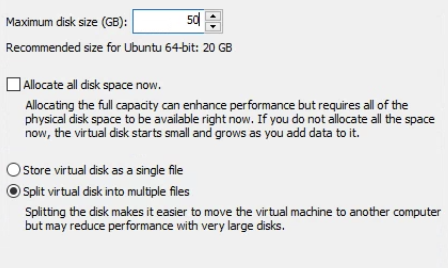 Maximum disk size (GB): 50
Recommended size for Ubuntu 64-bit: 20 GB
Allocate all disk space now.
Allocating the full capacity can enhance performance but requires all of the
physical disk space to be available right now. If you do not allocate all the space
now, the virtual disk starts small and grows as you add data to it.
Store virtual disk as a single file
Split virtual disk into multiple files
Splitting the disk makes it easier to move the virtual machine to another computer
but may reduce performance with very large disks.